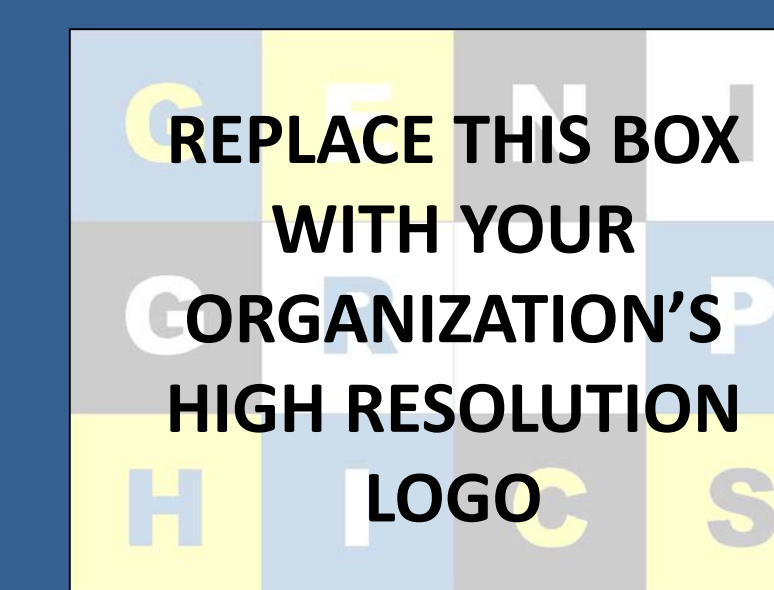 REPLACE THIS BOX
WITH YOUR
ORGANIZATION’S
HIGH RESOLUTION
LOGO
G E N I
G R P
H I C S